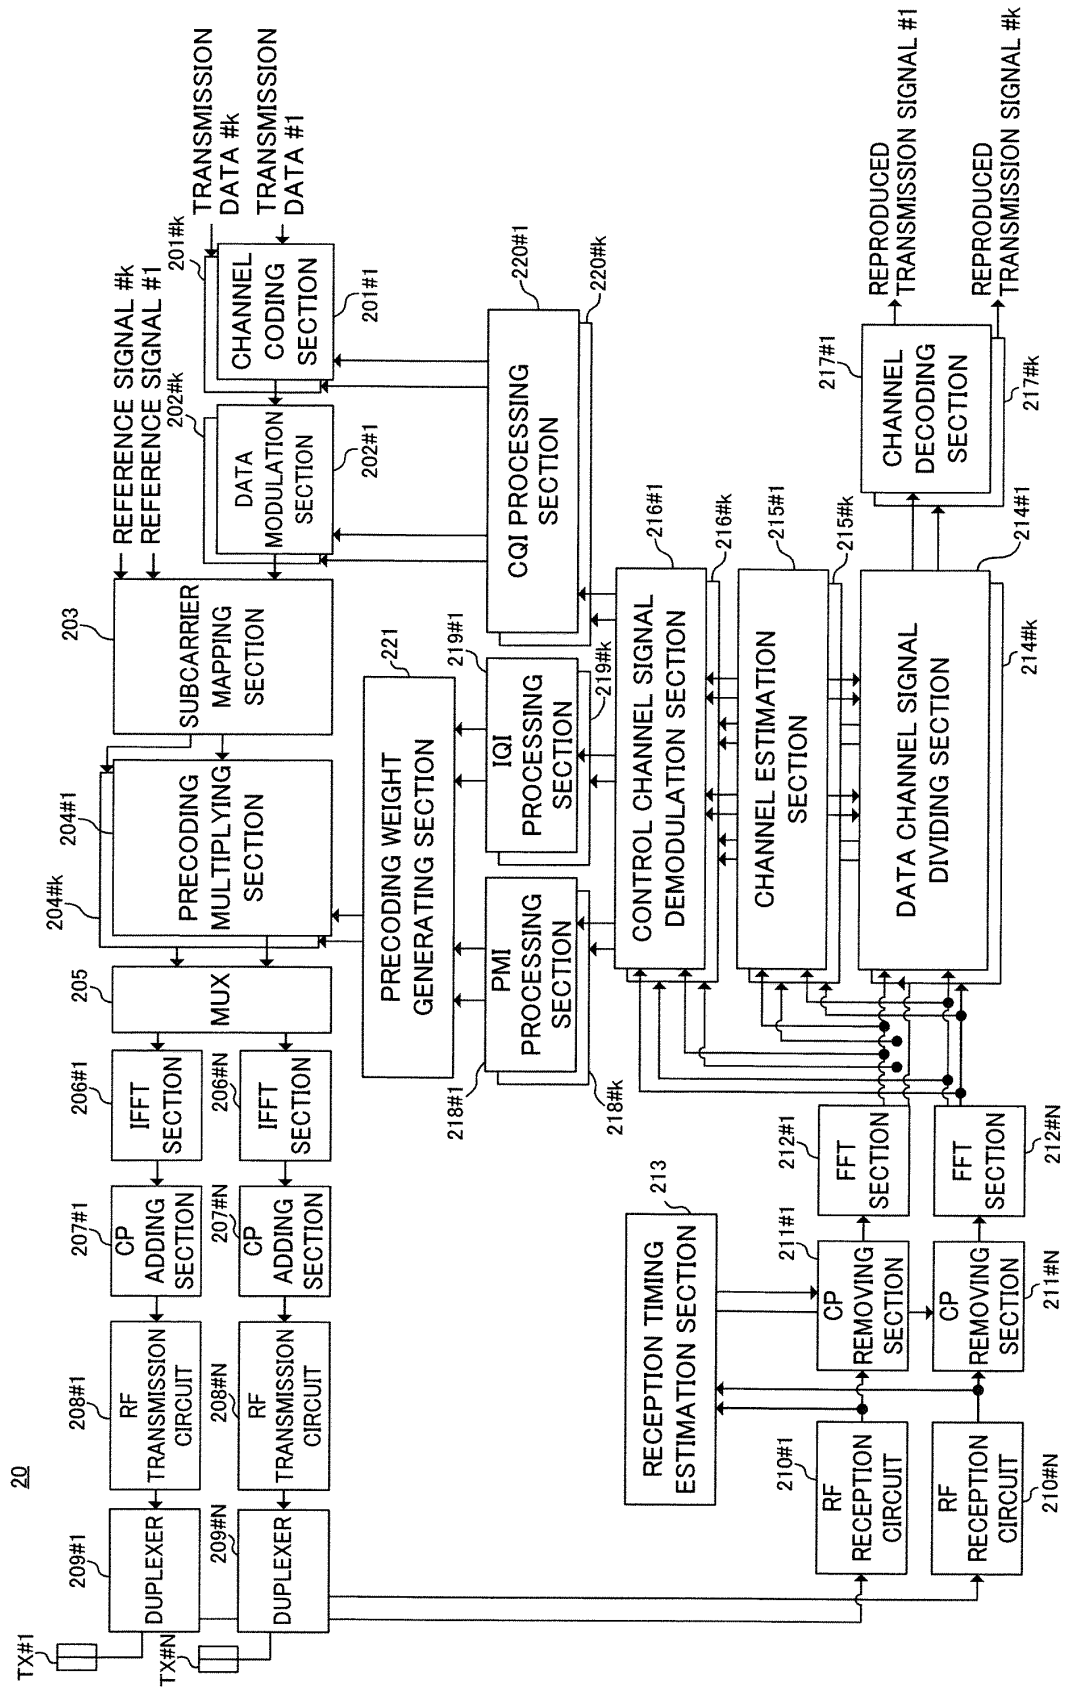 20
TX#1
TX#N
209#1
DUPLEXER
209#N
DUPLEXER
208#1
RF
TRANSMISSION
CIRCUIT
208#N
RF
TRANSMISSION
CIRCUIT
207#1
CP
ADDING
SECTION
207#N
CP
ADDING
SECTION
206#1
IFFT
SECTION
206#N
IFFT
SECTION
205
MUX
204#k
204#1
PRECODING
MULTIPLYING
SECTION
203
SUBCARRIER
MAPPING
SECTION
REFERENCE SIGNAL #k
REFERENCE SIGNAL #1
202#k
DATA
MODULATION
SECTION
202#1
201#k
CHANNEL
CODING
SECTION
201#1
TRANSMISSION
DATA #k
TRANSMISSION
DATA #1
221
PRECODING WEIGHT
GENERATING SECTION
218#1
PMI
PROCESSING
SECTION
218#k
219#1
IQI
PROCESSING
SECTION
219#k
CQI PROCESSING
SECTION
220#1
220#k
213
RECEPTION TIMING
ESTIMATION SECTION
CONTROL CHANNEL SIGNAL
DEMODULATION SECTION
216#1
216#k
CHANNEL ESTIMATION
SECTION
215#1
215#k
DATA CHANNEL SIGNAL
DIVIDING SECTION
214#1
214#k
210#1
RF
RECEPTION
CIRCUIT
RF
RECEPTION
CIRCUIT
210#N
211#1
CP
REMOVING
SECTION
CP
REMOVING
SECTION
211#N
212#1
FFT
SECTION
FFT
SECTION
212#N
217#1
CHANNEL
DECODING
SECTION
217#k
REPRODUCED
TRANSMISSION SIGNAL #1
REPRODUCED
TRANSMISSION SIGNAL #k